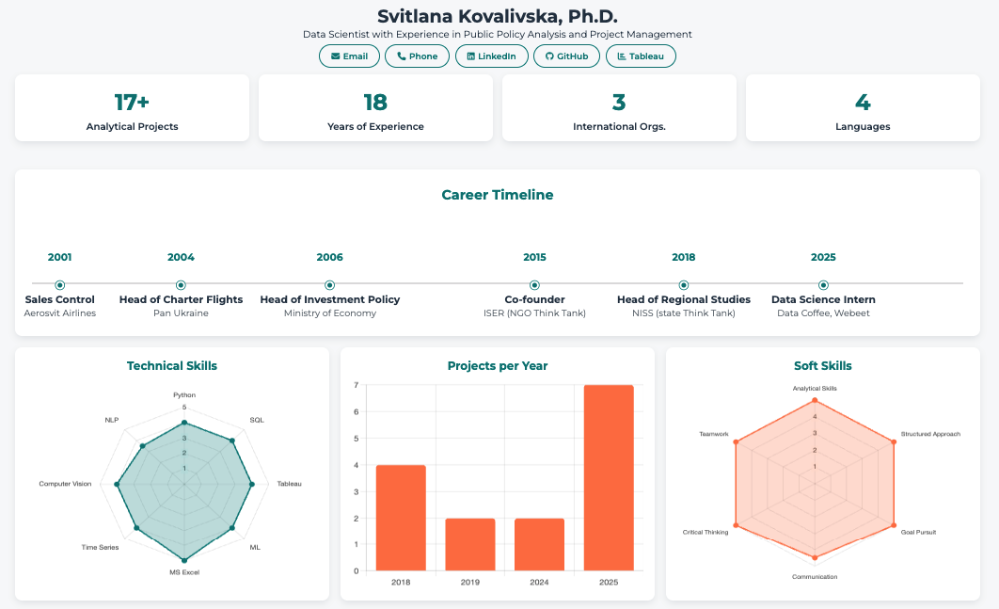 Svitlana Kovalivska, Ph.D.
Data Scientist with Experience in Public Policy Analysis and Project Management
Email Phone LinkedIn GitHub Tableau
17+ 18 3 4
Analytical Projects Years of Experience International Orgs. Languages
Career Timeline
2001 2004 2006 2015 2018 2025
Sales Control Head of Charter Flights Head of Investment Policy Co-founder Head of Regional Studies Data Science Intern
Aerosvit Airlines Pan Ukraine Ministry of Economy ISER (NGO Think Tank) NISS (state Think Tank) Data Coffee, Webeet
Technical Skills
Python
5
NLP SQL
3
2
1
Computer Vision Tableau
Time Series ML
MS Excel
Projects per Year
7
6
5
4
3
2
1
0
2018 2019 2024 2025
Soft Skills
Analytical Skills
4
Teamwork Structured Approach
3
2
1
Critical Thinking Goal Pursuit
Communication